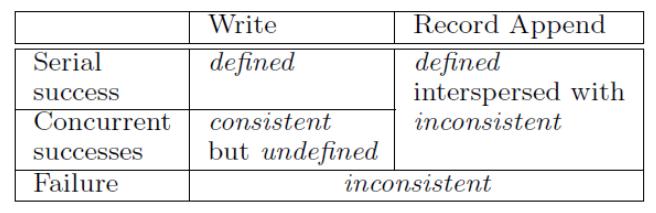 Write Record Append
Serial defined defined
success interspersed with
Concurrent consistent inconsistent
successes but undefined
Failure inconsistent